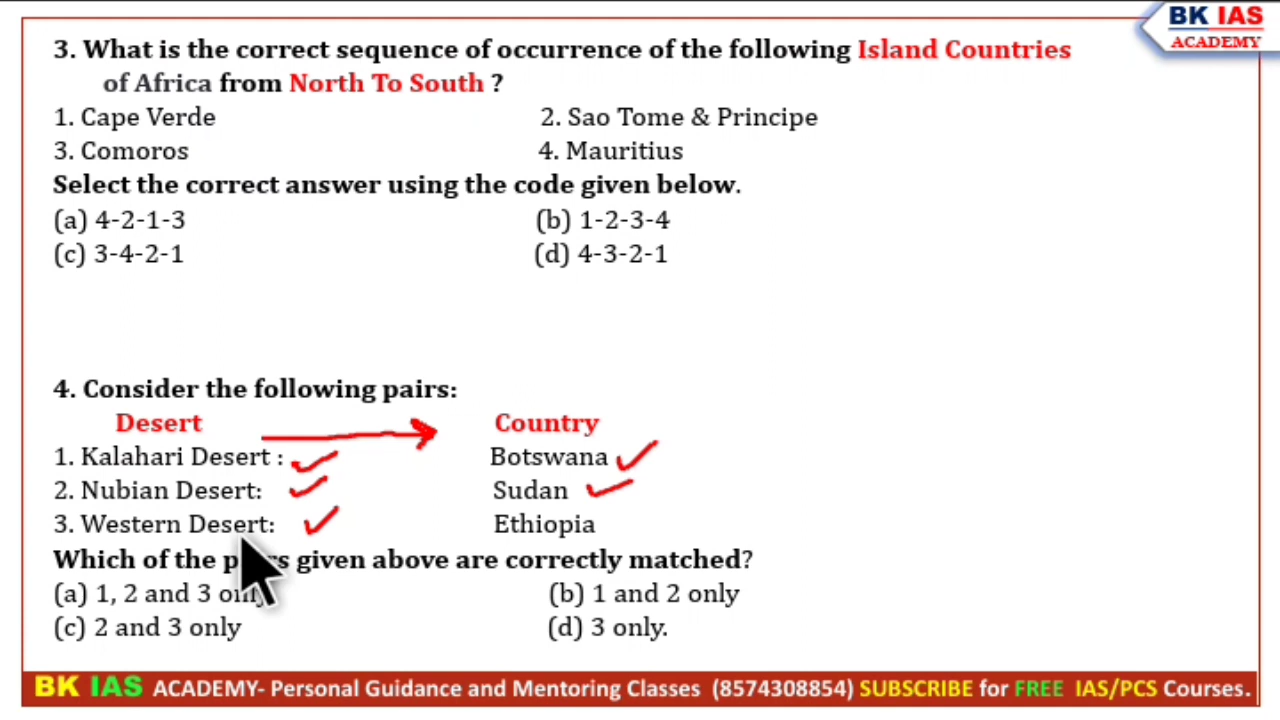 BK IAS
ACADEMY
3. What is the correct sequence of occurrence of the following Island Countries
of Africa from North To South ?
1. Cape Verde 2. Sao Tome & Principe
3. Comoros 4. Mauritius
Select the correct answer using the code given below.
(a) 4-2-1-3 (b) 1-2-3-4
(c) 3-4-2-1 (d) 4-3-2-1
4. Consider the following pairs:
Desert Country
1. Kalahari Desert : Botswana
2. Nubian Desert: Sudan
3. Western Desert: Ethiopia
Which of the pairs given above are correctly matched?
(a) 1, 2 and 3 only (b) 1 and 2 only
(c) 2 and 3 only (d) 3 only.
BK IAS ACADEMY- Personal Guidance and Mentoring Classes (8574308854) SUBSCRIBE for FREE IAS/PCS Courses.